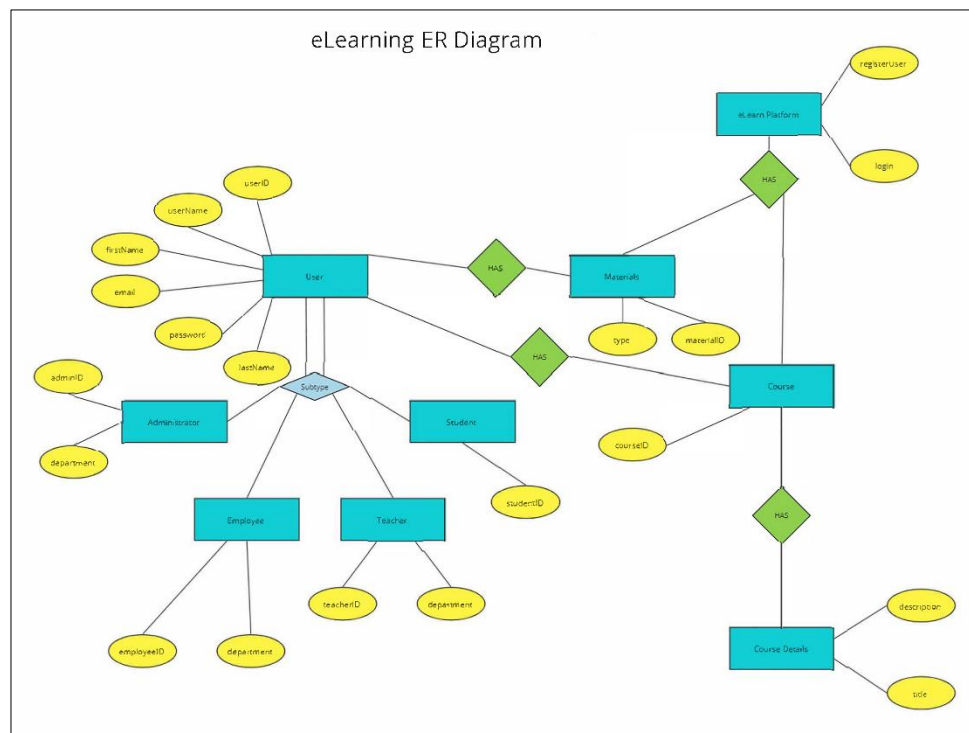 eLearning ER Diagram
registerUser
eLearn Platform
login
HAS
userID
userName
firstName
email
password
lastName
User
HAS
Materials
type
materialID
HAS
Course
courseID
Subtype
adminID
Administrator
department
Student
studentID
Employee
Teacher
employeeID
department
teacherID
department
HAS
description
Course Details
title